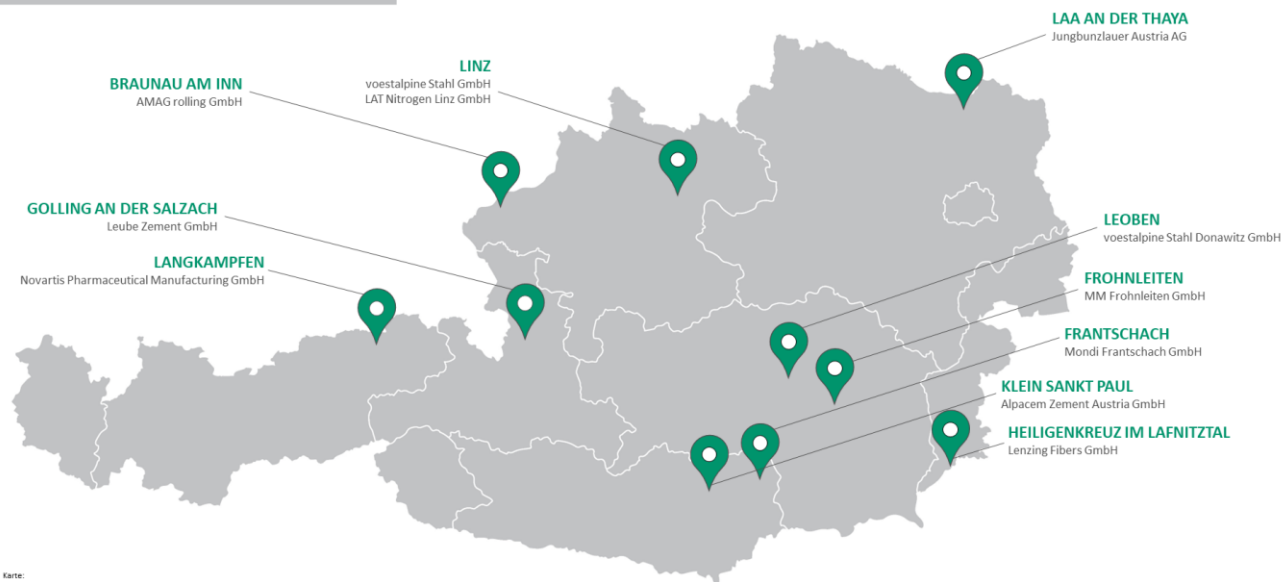 LAA AN DER THAYA
Jungbunzlauer Austria AG
LINZ
voestalpine Stahl GmbH
LAT Nitrogen Linz GmbH
BRAUNAU AM INN
AMAG rolling GmbH
GOLLING AN DER SALZACH
Leube Zement GmbH
LANGKAMPFEN
Novartis Pharmaceutical Manufacturing GmbH
LEOBEN
voestalpine Stahl Donawitz GmbH
FROHNLEITEN
MM Frohnleiten GmbH
FRANTSCHACH
Mondi Frantschach GmbH
KLEIN SANKT PAUL
Alpacem Zement Austria GmbH
HEILIGENKREUZ IM LAFNITZTAL
Lenzing Fibers GmbH
Karte: